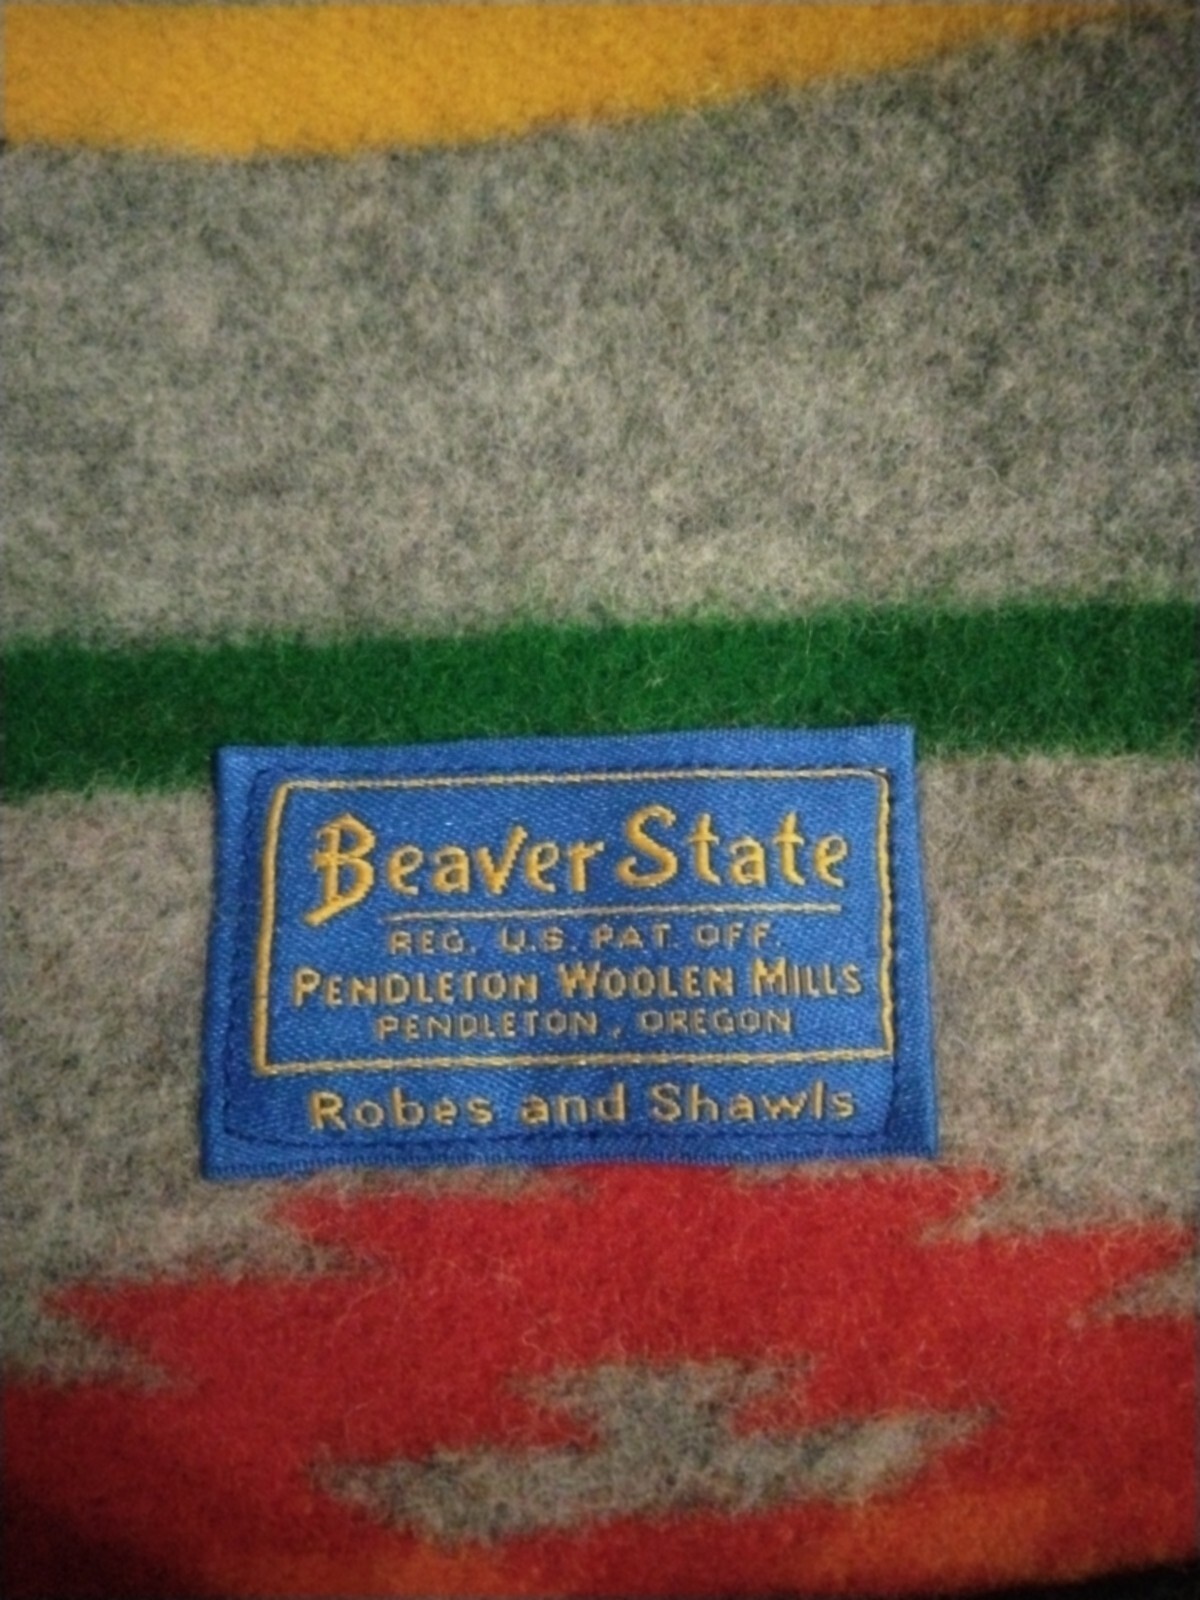 Beaver State
REG. U.S. PAT. OFF.
PENDLETON WOOLEN MILLS
PENDLETON, OREGON
Robes and Shawls